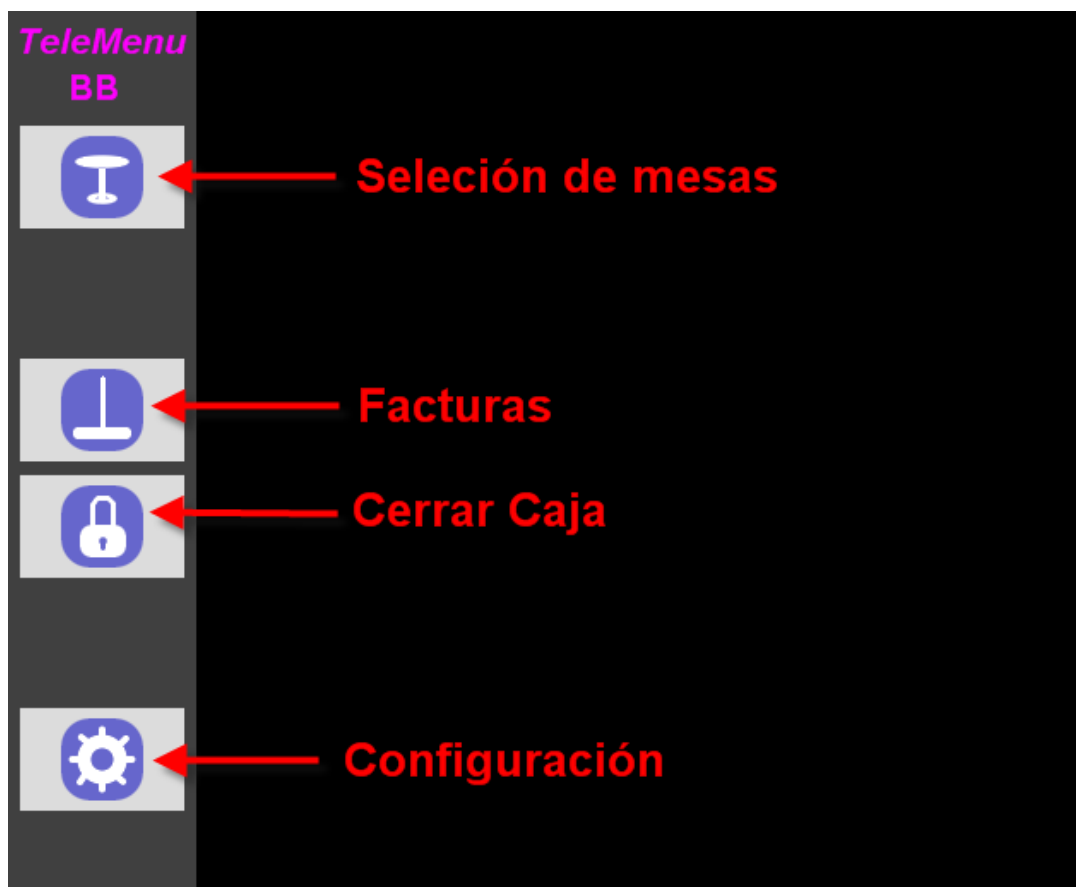 TeleMenu
BB
Seleción de mesas
Facturas
Cerrar Caja
Configuración